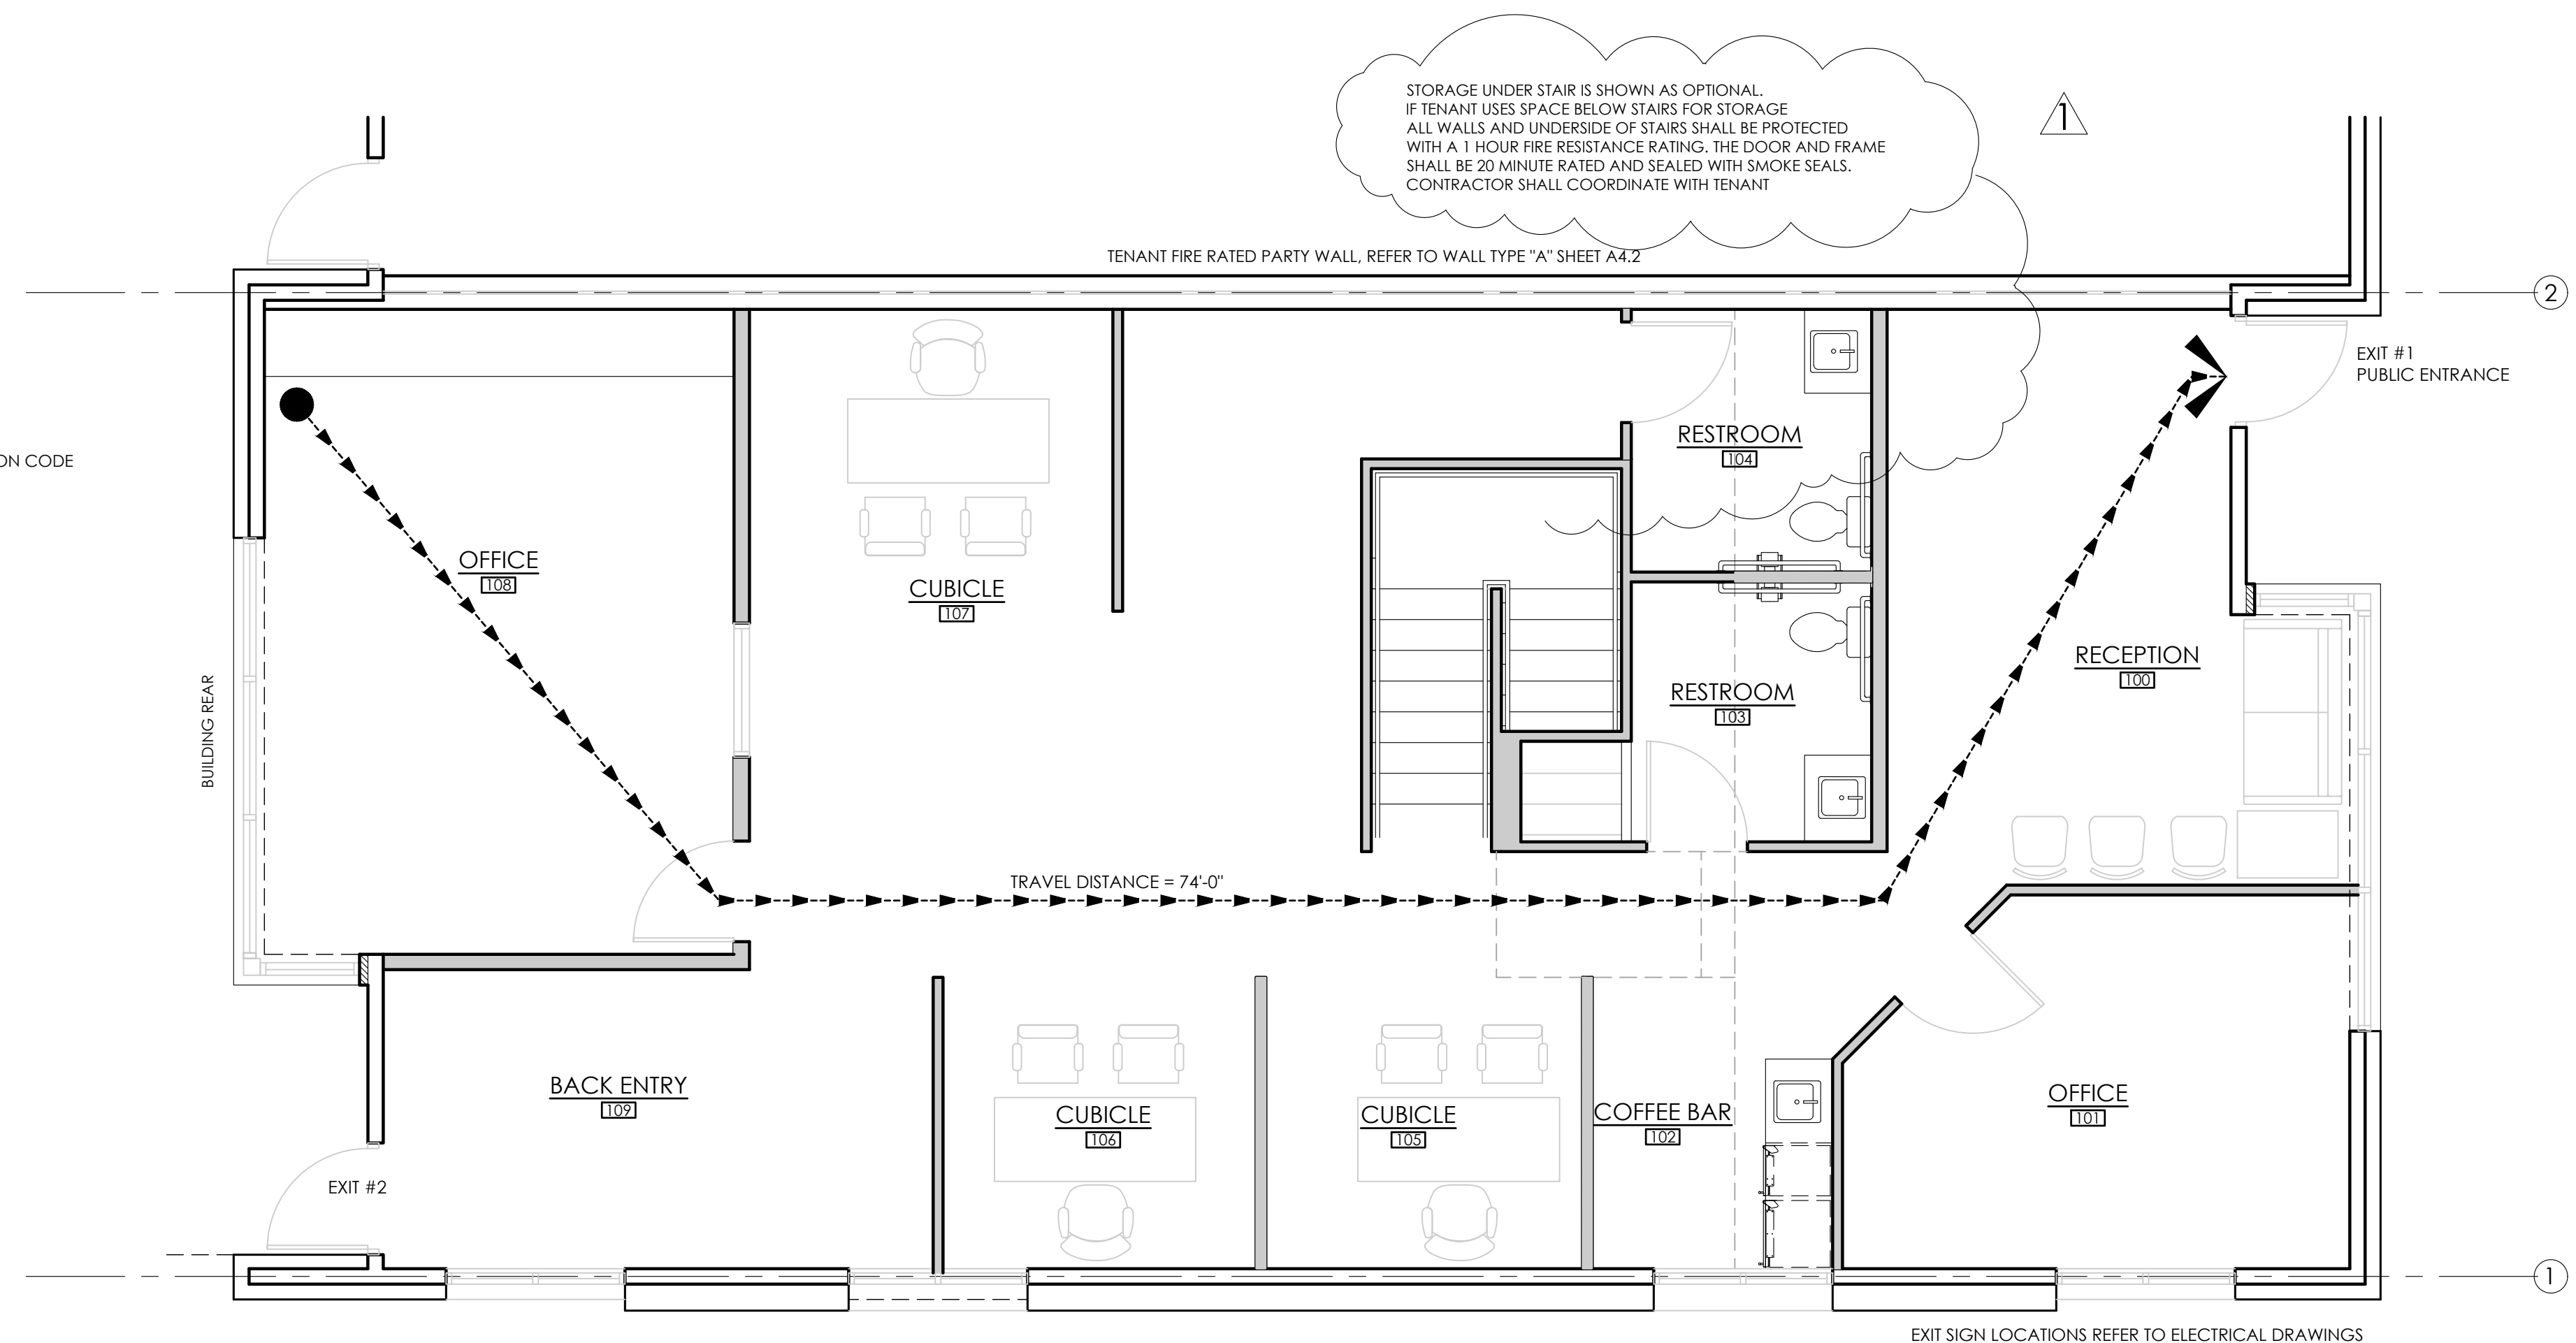 STORAGE UNDER STAIR IS SHOWN AS OPTIONAL.
IF TENANT USES SPACE BELOW STAIRS FOR STORAGE
ALL WALLS AND UNDERSIDE OF STAIRS SHALL BE PROTECTED
WITH A 1 HOUR FIRE RESISTANCE RATING. THE DOOR AND FRAME
SHALL BE 20 MINUTE RATED AND SEALED WITH SMOKE SEALS.
CONTRACTOR SHALL COORDINATE WITH TENANT
1
TENANT FIRE RATED PARTY WALL, REFER TO WALL TYPE "A" SHEET A4.2
2
EXIT #1
PUBLIC ENTRANCE
ON CODE
RESTROOM
104
OFFICE
108
CUBICLE
107
RECEPTION
100
RESTROOM
103
BUILDING REAR
TRAVEL DISTANCE = 74'-0"
BACK ENTRY
109
CUBICLE
106
CUBICLE
105
COFFEE BAR
102
OFFICE
101
EXIT #2
1
EXIT SIGN LOCATIONS REFER TO ELECTRICAL DRAWINGS